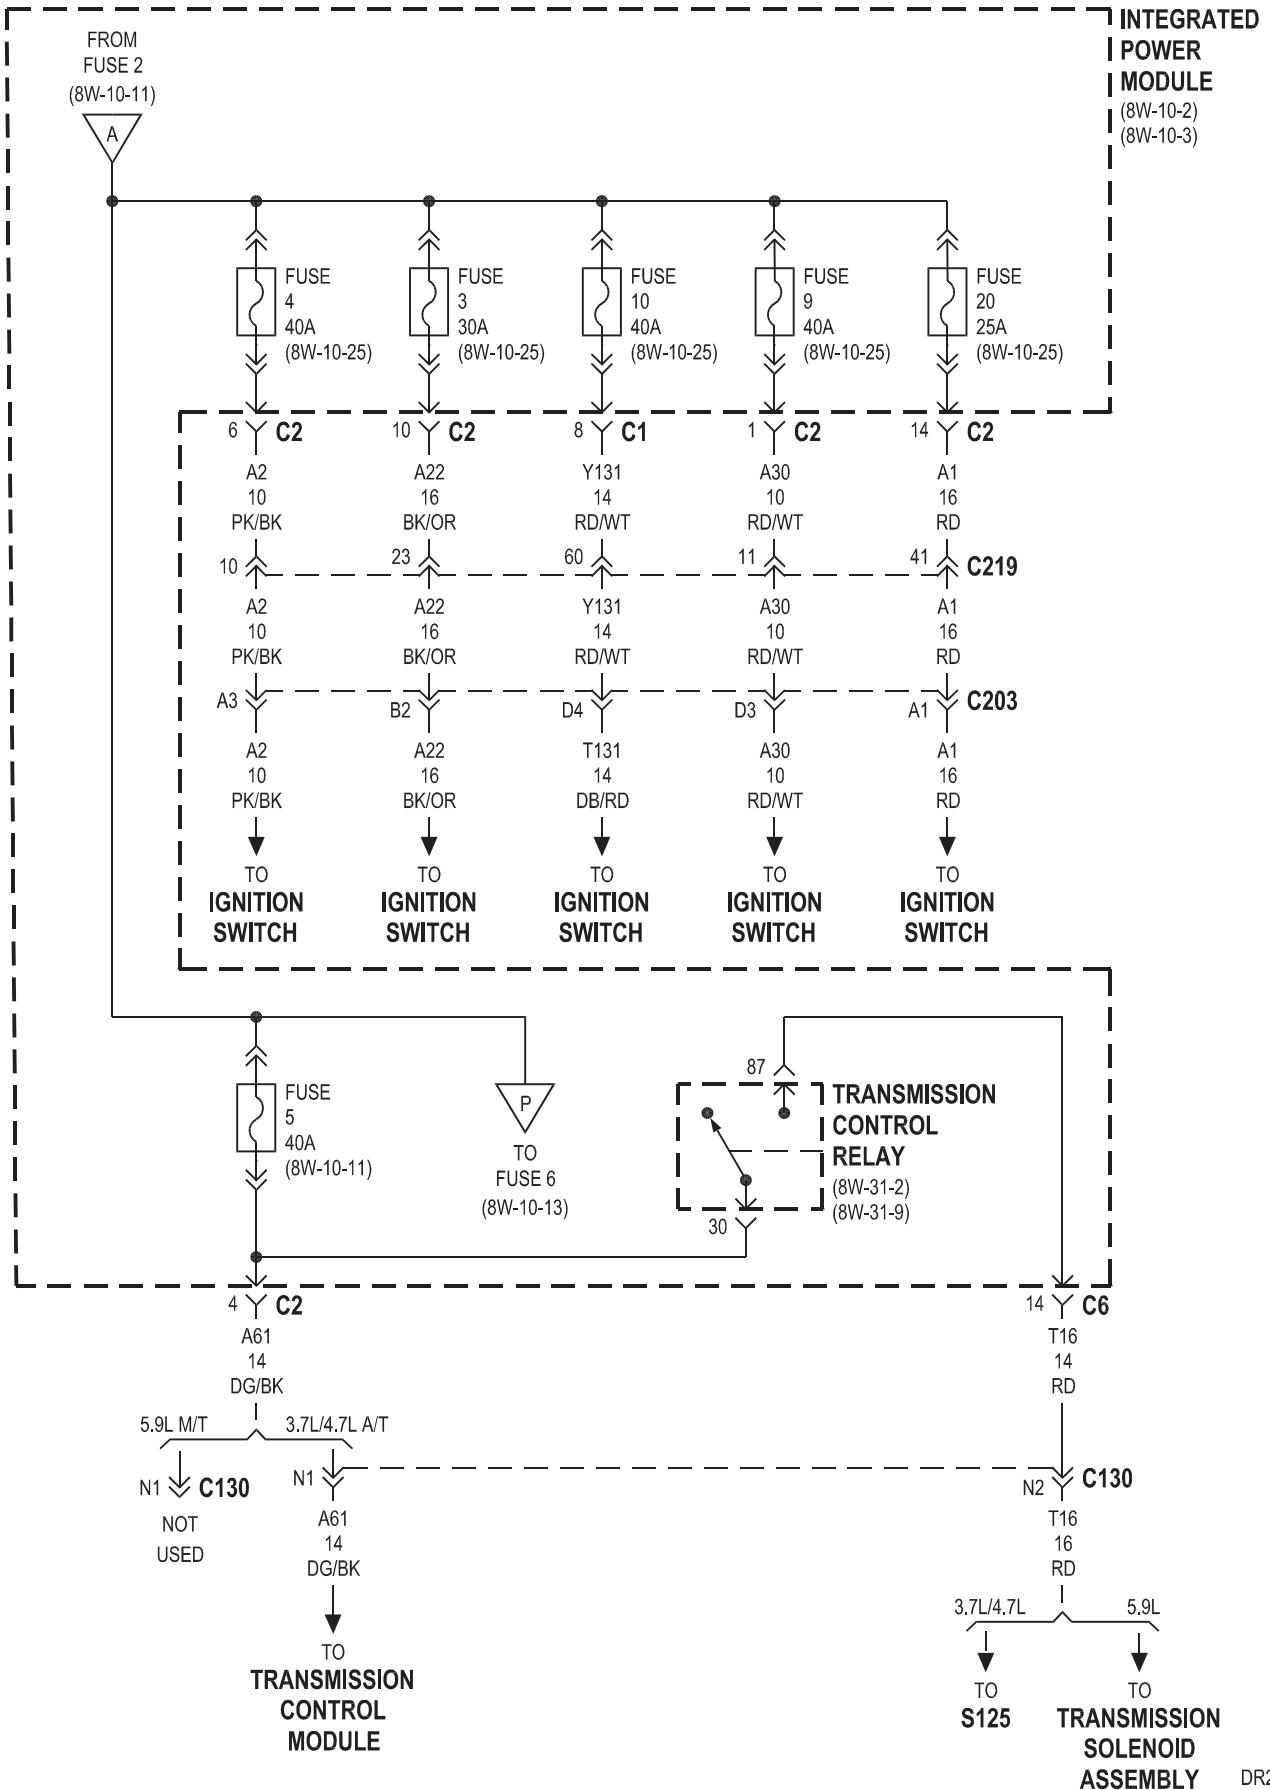 INTEGRATED
POWER
MODULE
(8W-10-2)
(8W-10-3)
FROM
FUSE 2
(8W-10-11)
A
FUSE
4
40A
(8W-10-25)
FUSE
3
30A
(8W-10-25)
FUSE
10
40A
(8W-10-25)
FUSE
9
40A
(8W-10-25)
FUSE
20
25A
(8W-10-25)
6 C2
10 C2
8 C1
1 C2
14 C2
A2
10
PK/BK
A22
16
BK/OR
Y131
14
RD/WT
A30
10
RD/WT
A1
16
RD
10
23
60
11
41
C219
A2
10
PK/BK
A22
16
BK/OR
Y131
14
RD/WT
A30
10
RD/WT
A1
16
RD
A3
B2
D4
D3
A1
C203
A2
10
PK/BK
A22
16
BK/OR
T131
14
DB/RD
A30
10
RD/WT
A1
16
RD
TO
IGNITION
SWITCH
TO
IGNITION
SWITCH
TO
IGNITION
SWITCH
TO
IGNITION
SWITCH
TO
IGNITION
SWITCH
FUSE
5
40A
(8W-10-11)
P
TO
FUSE 6
(8W-10-13)
87
TRANSMISSION
CONTROL
RELAY
(8W-31-2)
(8W-31-9)
30
4 C2
14 C6
A61
14
DG/BK
T16
14
RD
5.9L M/T
3.7L/4.7L A/T
N1 C130
NOT
USED
N1
N2
C130
A61
14
DG/BK
T16
16
RD
TO
TRANSMISSION
CONTROL
MODULE
3.7L/4.7L
5.9L
TO
S125
TO
TRANSMISSION
SOLENOID
ASSEMBLY